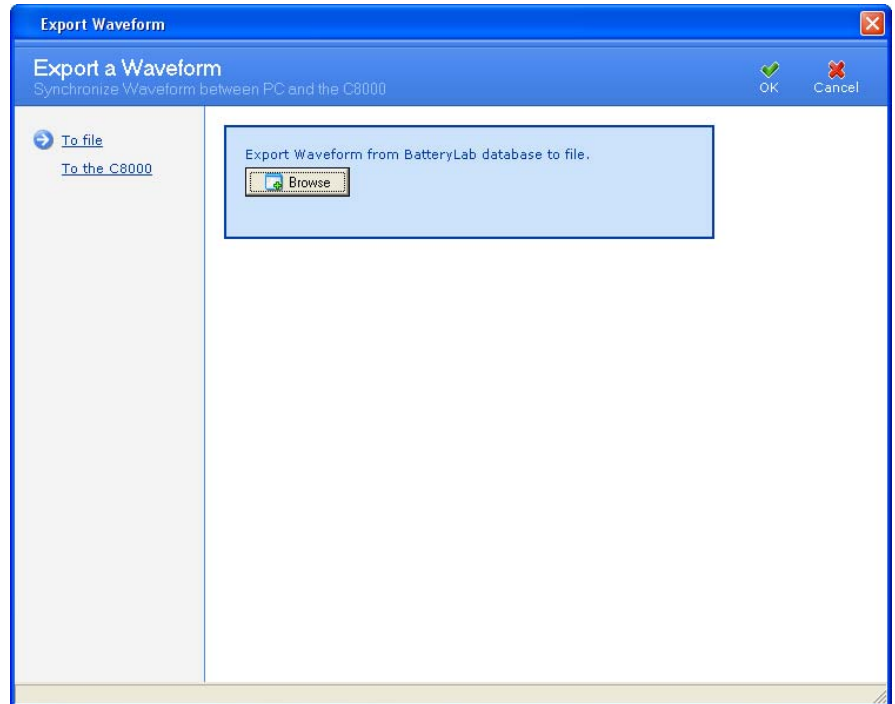 Export Waveform
Export a Waveform
Synchronize Waveform between PC and the C8000
OK
Cancel
To file
To the C8000
Export Waveform from BatteryLab database to file.
Browse